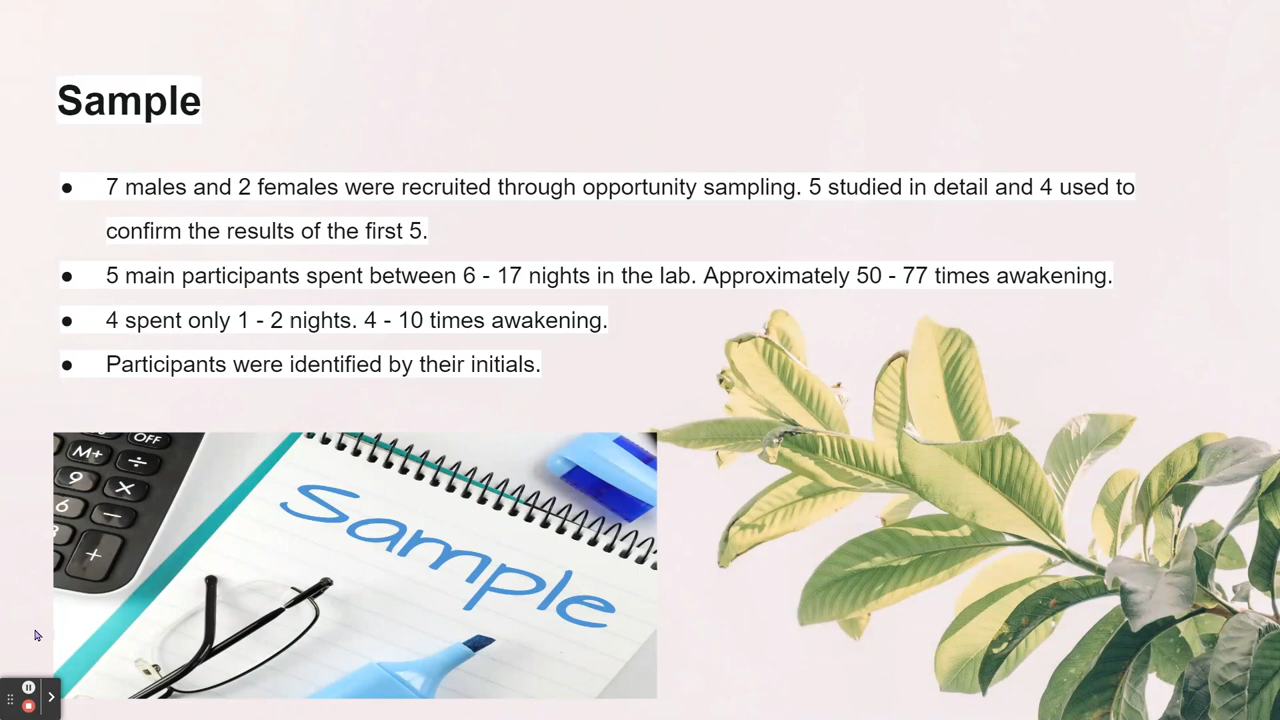 Sample
● 7 males and 2 females were recruited through opportunity sampling. 5 studied in detail and 4 used to
confirm the results of the first 5.
● 5 main participants spent between 6 - 17 nights in the lab. Approximately 50 - 77 times awakening.
● 4 spent only 1 - 2 nights. 4 - 10 times awakening.
● Participants were identified by their initials.
OFF
M+ ÷
9 X
6 −
+
Sample